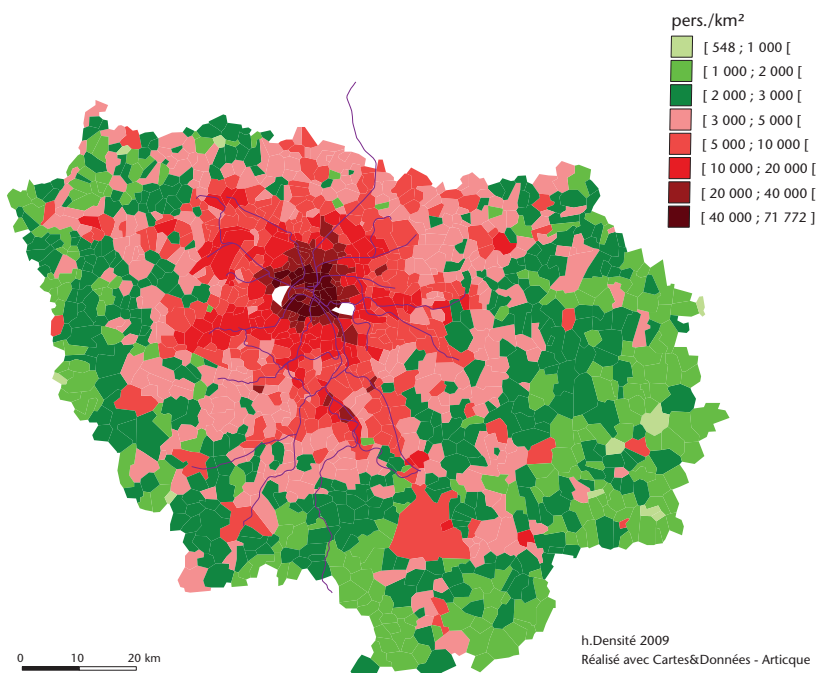 pers./km²
[ 548 ; 1 000 [
[ 1 000 ; 2 000 [
[ 2 000 ; 3 000 [
[ 3 000 ; 5 000 [
[ 5 000 ; 10 000 [
[ 10 000 ; 20 000 [
[ 20 000 ; 40 000 [
[ 40 000 ; 71 772 ]
h.Densité 2009
Réalisé avec Cartes&Données - Articque
0 10 20 km